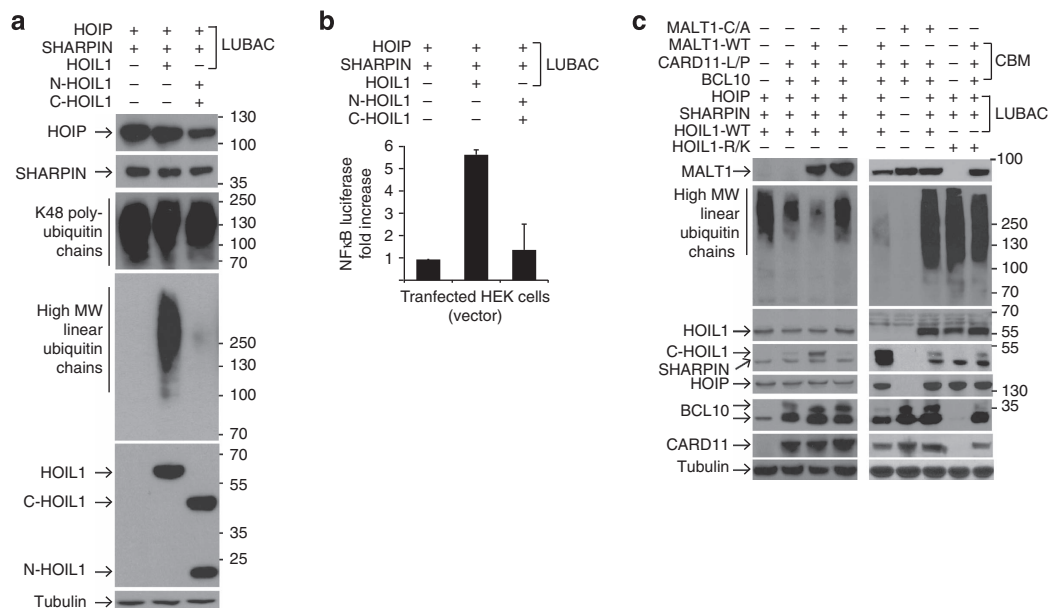 a
HOIP + + +
SHARPIN + + +
HOIL1 – + –
N-HOIL1 – – +
C-HOIL1 – – +
LUBAC
HOIP
130
100
SHARPIN
35
K48 poly-
ubiquitin
chains
250
130
100
70
High MW
linear
ubiquitin
chains
250
130
100
70
HOIL1
C-HOIL1
N-HOIL1
70
55
35
25
Tubulin
b
HOIP + + +
SHARPIN + + +
HOIL1 – + –
N-HOIL1 – – +
C-HOIL1 – – +
LUBAC
NFκB luciferase
fold increase
6
5
4
3
2
1
Tranfected HEK cells
(vector)
c
MALT1-C/A – – – + – + + – –
MALT1-WT – – + – + – – – +
CARD11-L/P – + + + + + + – +
BCL10 – + + + + + + – +
CBM
HOIP + + + + + – + + +
SHARPIN + + + + + – + + +
HOIL1-WT + + + + + – + – –
HOIL1-R/K – – – – – – – + +
LUBAC
MALT1
100
High MW
linear
ubiquitin
chains
250
130
100
70
HOIL1
70
55
C-HOIL1
SHARPIN
55
HOIP
130
BCL10
35
CARD11
Tubulin